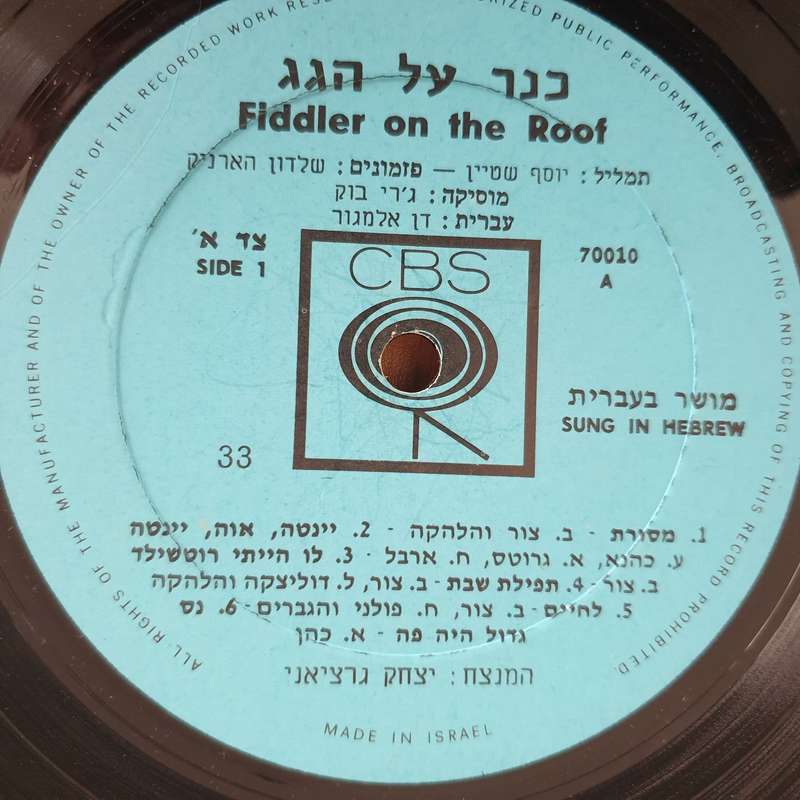 ALL RIGHTS OF THE MANUFACTURER AND OF THE OWNER OF THE RECORDED WORK PUBLIC PERFORMANCE, BROADCASTING AND COPYING OF THIS RECORD PROHIBITED.
כנר על הגג
Fiddler on the Roof
תמליל: יוסף שטיין — פזמונים: שלדון הארניק
מוסיקה: ג׳רי בוק
עברית: דן אלמגור
צד א׳
SIDE 1
CBS
70010
A
מושר בעברית
SUNG IN HEBREW
33
1. מסורת - ב. צור והלהקה - 2. יינטה, אוה, יינטה
ע. כהנא, א. גרוטס, ח. ארבל - 3. לו הייתי רוטשילד
ב. צור - 4. תפילת שבת - ב. צור, ל. דוליצקה והלהקה
5. לחיים - ב. צור, ח. פולני והגברים - 6. נס
גדול היה פה - א. כהן
המנצח: יצחק גרציאני
MADE IN ISRAEL